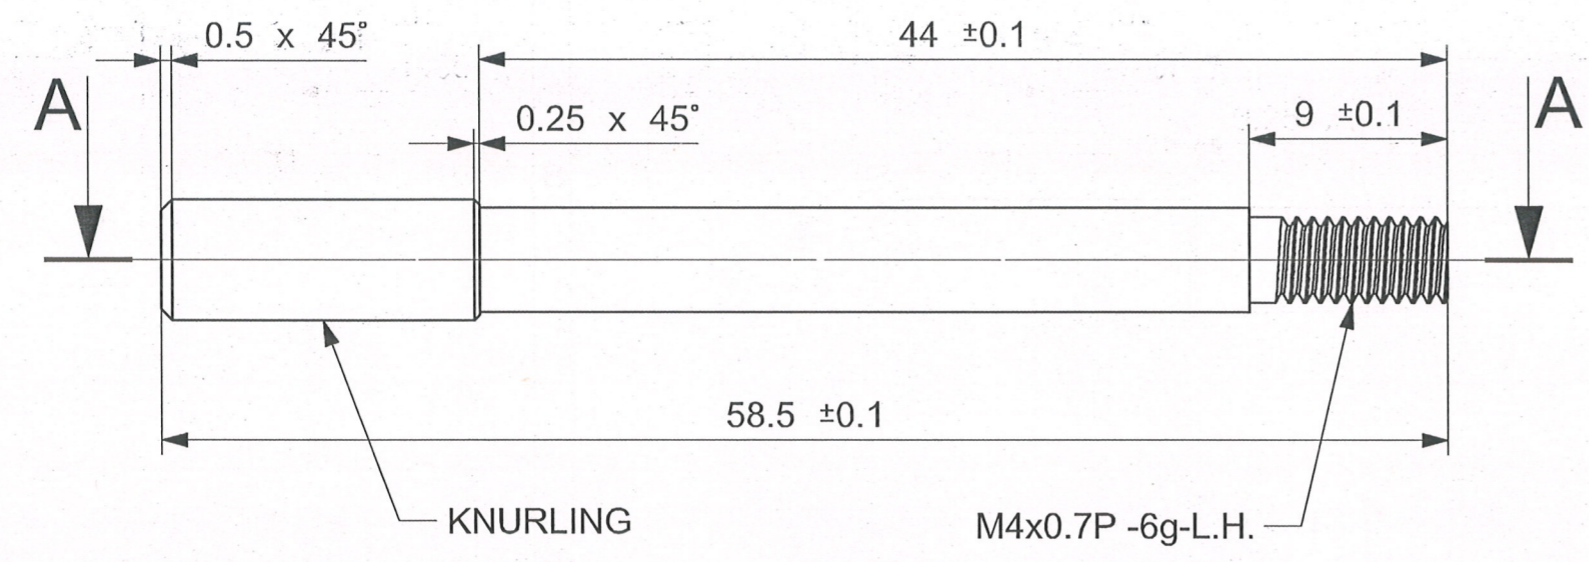 0.5 x 45°
44 ±0.1
A
A
0.25 x 45°
9 ±0.1
58.5 ±0.1
KNURLING
M4x0.7P -6g-L.H.